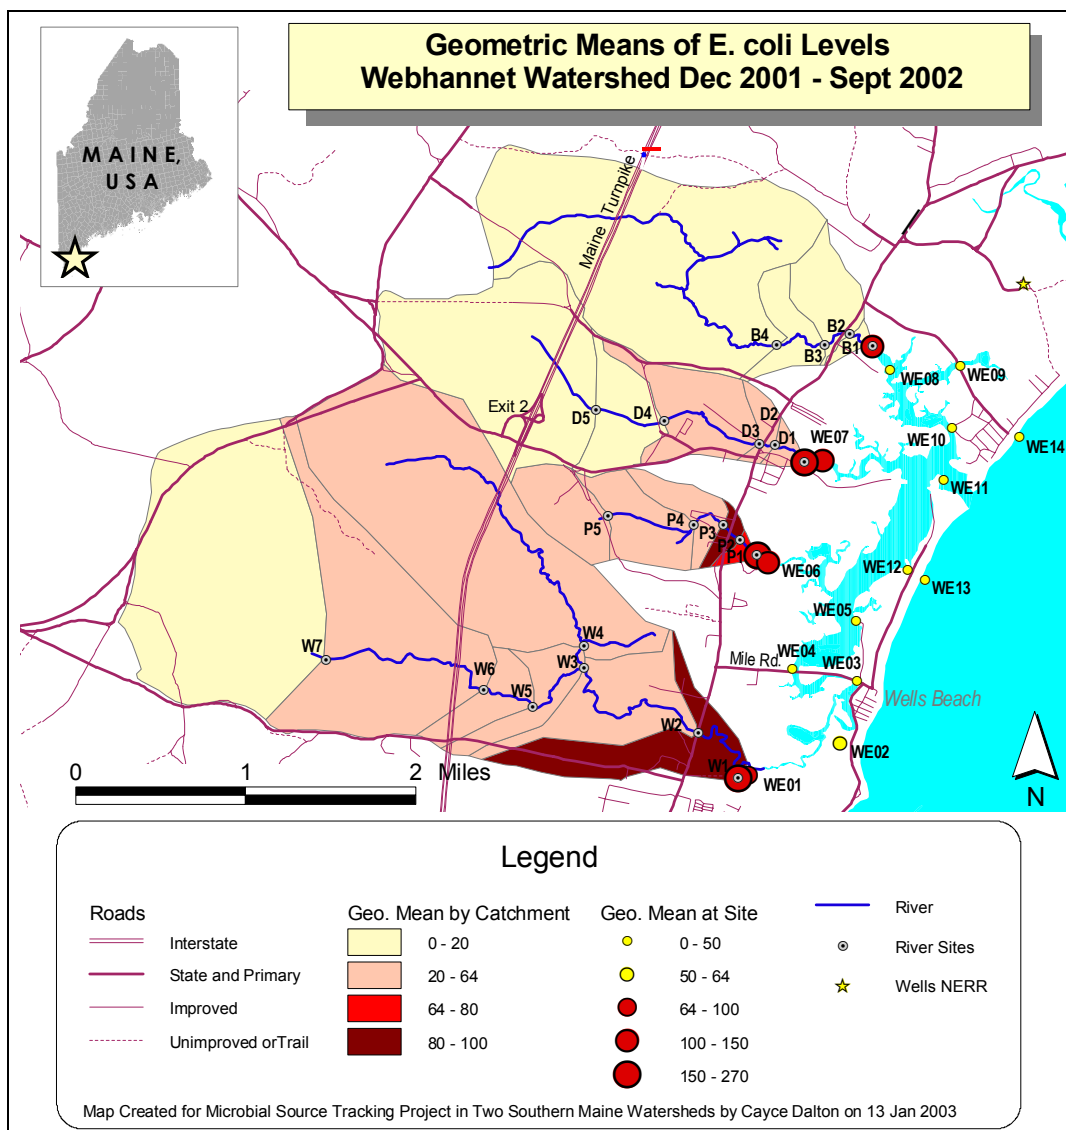 Geometric Means of E. coli Levels
Webhannet Watershed Dec 2001 - Sept 2002
M A I N E,
U S A
Maine Turnpike
Exit 2
B4
B3
B2
B1
WE08
WE09
D5
D4
D3
D2
D1
WE07
WE10
WE14
WE11
P5
P4
P3
P2
P1
WE06
WE12
WE13
WE05
W7
W6
W5
W4
W3
WE04
Mile Rd.
WE03
Wells Beach
W2
WE02
W1
WE01
0 1 2 Miles
N
Legend
Roads
Interstate
State and Primary
Improved
Unimproved orTrail
Geo. Mean by Catchment
0 - 20
20 - 64
64 - 80
80 - 100
Geo. Mean at Site
0 - 50
50 - 64
64 - 100
100 - 150
150 - 270
River
River Sites
Wells NERR
Map Created for Microbial Source Tracking Project in Two Southern Maine Watersheds by Cayce Dalton on 13 Jan 2003